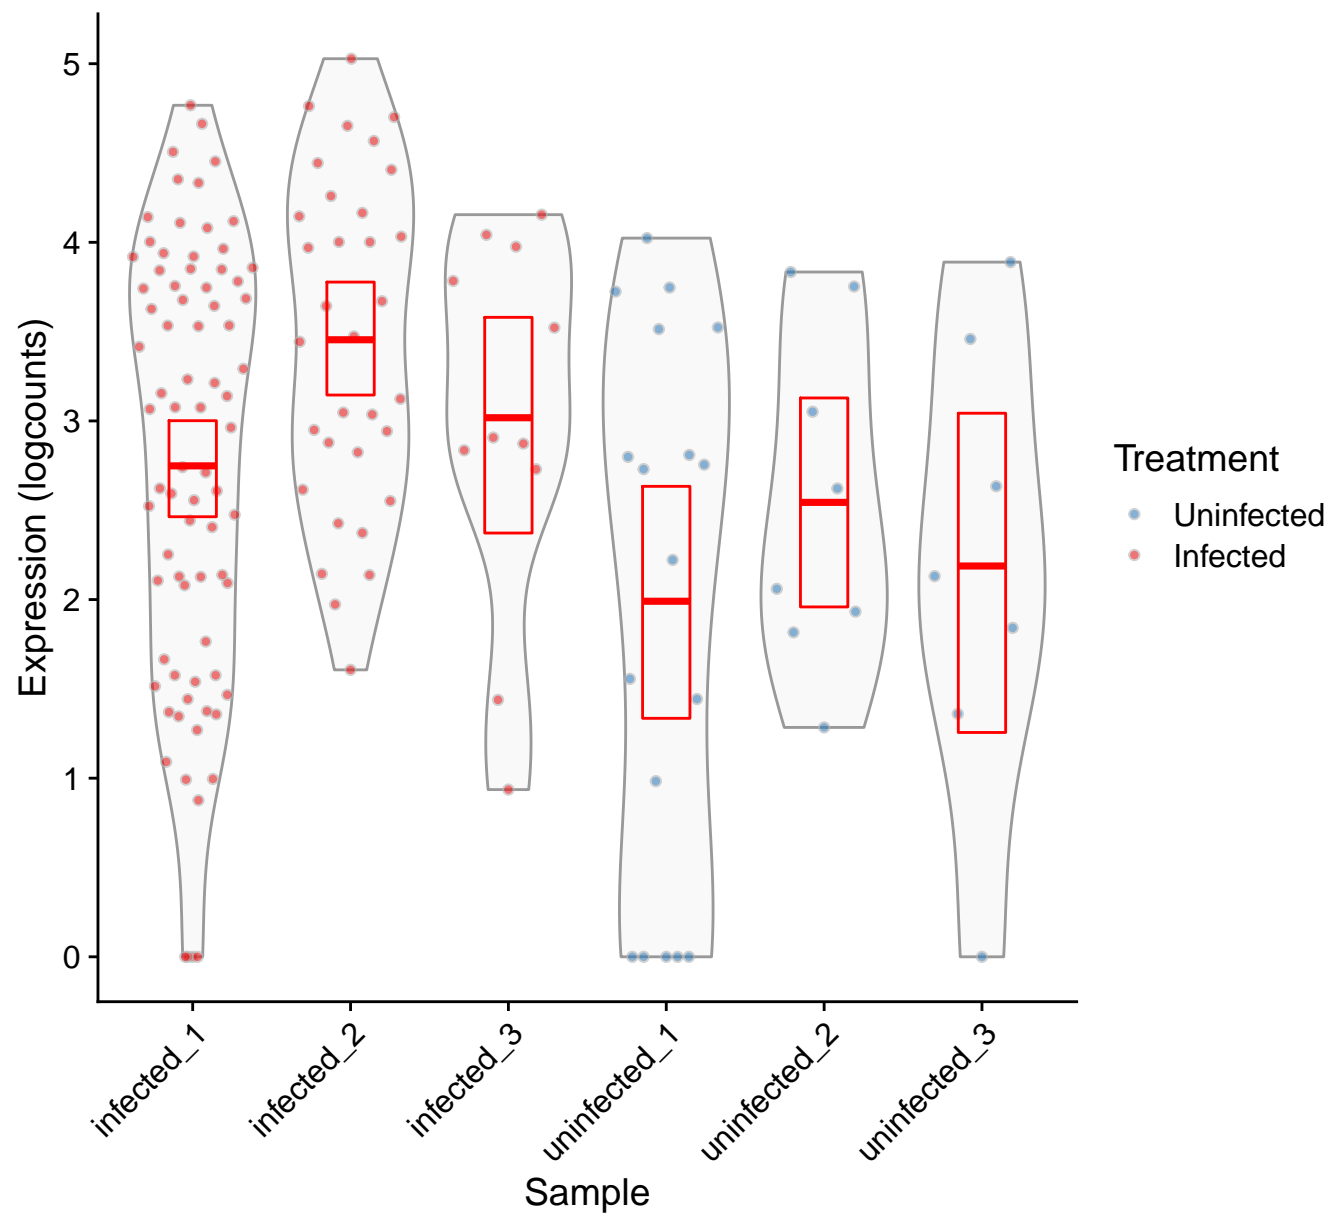 Expression (logcounts)
5
4
3
2
1
0
infected_1
infected_2
infected_3
uninfected_1
uninfected_2
uninfected_3
Sample
Treatment
Uninfected
Infected